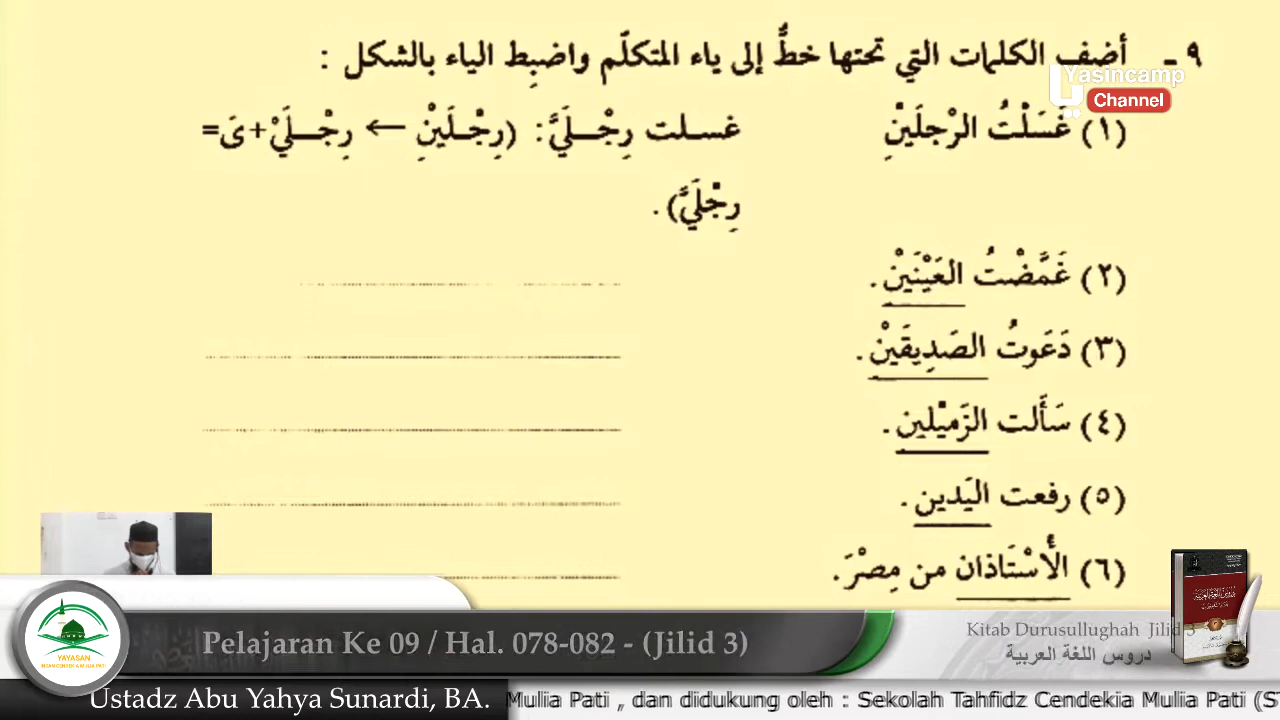 ٩ - أضف الكلمات التي تحتها خطٌّ إلى ياء المتكلّم واضبِط الياء بالشكل :
Yasincamp
Channel
(١) غَسَلْتُ الرْجلَيْنِ غسلت رِجْلَيَّ: (رِجْلَيْنِ ← رِجْلَيْ+ىَ=
رِجْلَيَّ) .
(٢) غَمَّضْتُ العَيْنَيْنِ .
(٣) دَعَوتُ الصَدِيقَيْنِ .
(٤) سَأَلت الزَميْلَينِ .
(٥) رفعت اليَدين .
(٦) الأُسْتَاذان من مِصْرَ .
YAYASAN
Pelajaran Ke 09 / Hal. 078-082 - (Jilid 3)
Kitab Durusullughah Jilid 3
دروس اللغة العربية
Ustadz Abu Yahya Sunardi, BA.
Mulia Pati , dan didukung oleh : Sekolah Tahfidz Cendekia Mulia Pati (S